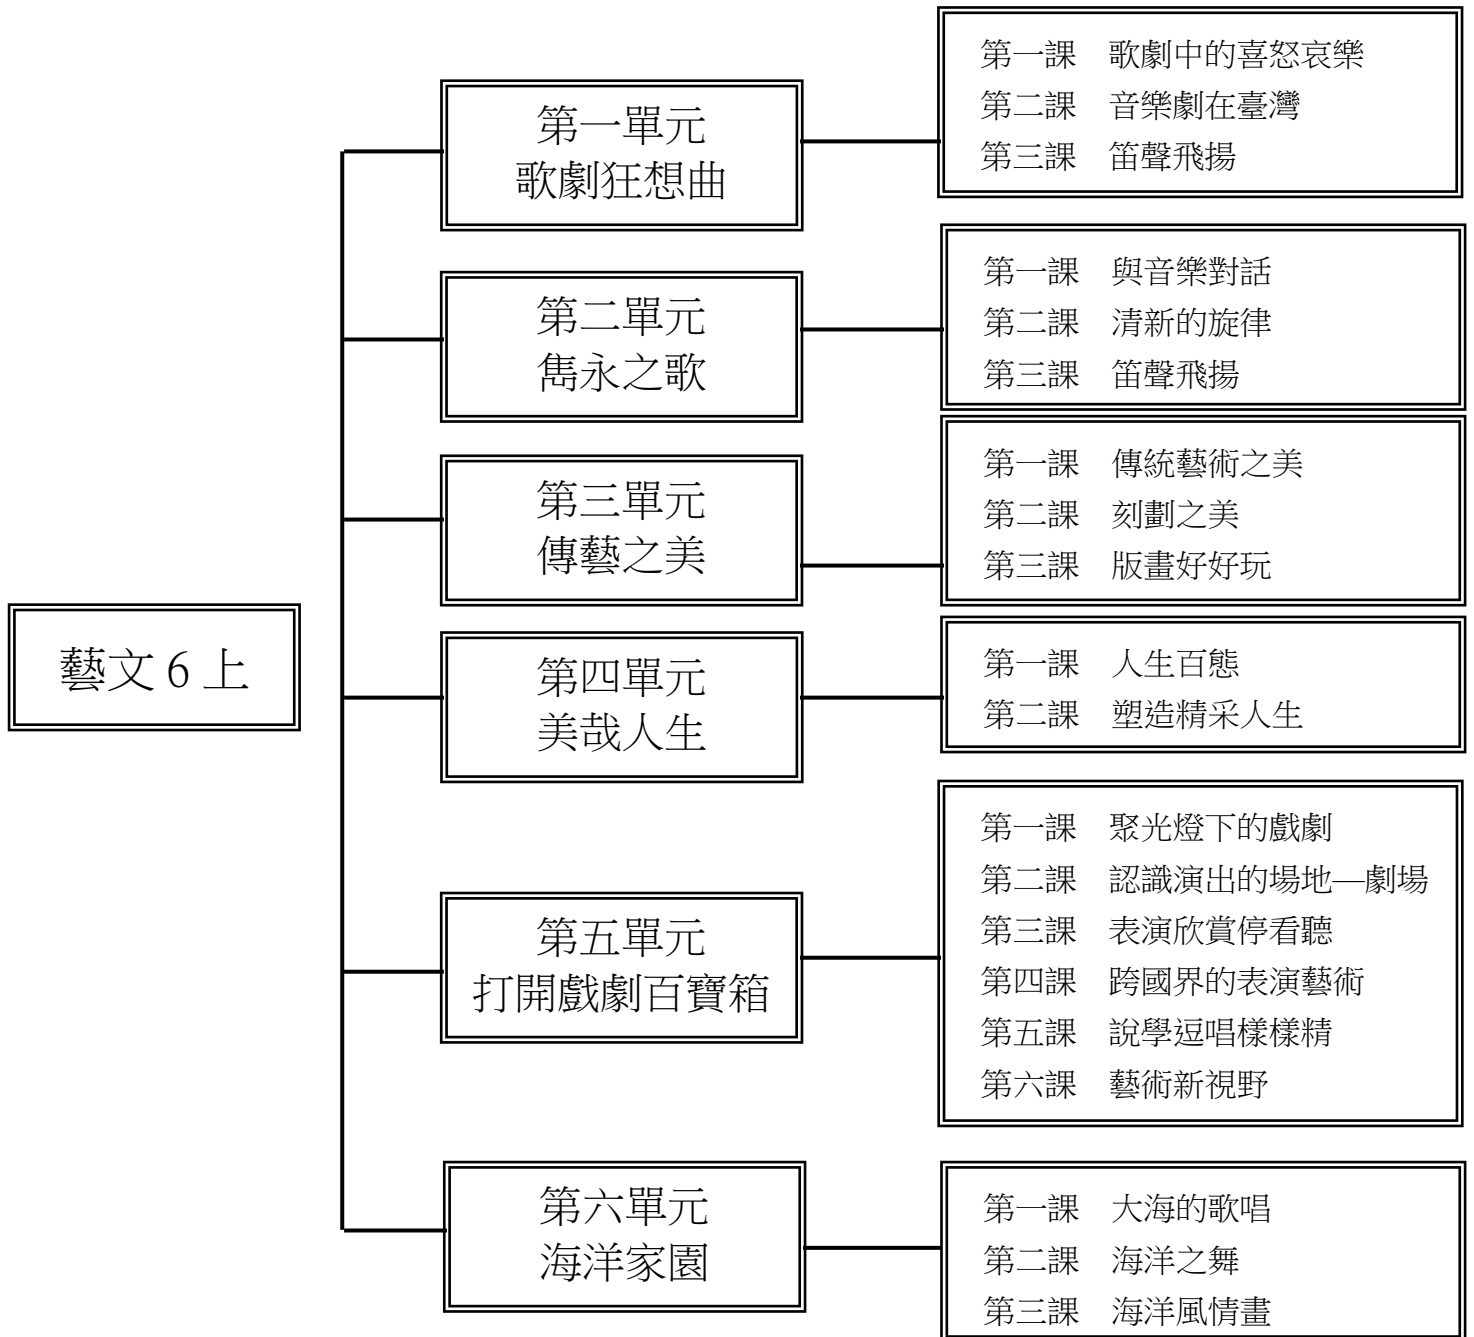 藝文6上
第一單元
歌劇狂想曲
第一課　歌劇中的喜怒哀樂
第二課　音樂劇在臺灣
第三課　笛聲飛揚
第二單元
雋永之歌
第一課　與音樂對話
第二課　清新的旋律
第三課　笛聲飛揚
第三單元
傳藝之美
第一課　傳統藝術之美
第二課　刻劃之美
第三課　版畫好好玩
第四單元
美哉人生
第一課　人生百態
第二課　塑造精采人生
第五單元
打開戲劇百寶箱
第一課　聚光燈下的戲劇
第二課　認識演出的場地—劇場
第三課　表演欣賞停看聽
第四課　跨國界的表演藝術
第五課　說學逗唱樣樣精
第六課　藝術新視野
第六單元
海洋家園
第一課　大海的歌唱
第二課　海洋之舞
第三課　海洋風情畫